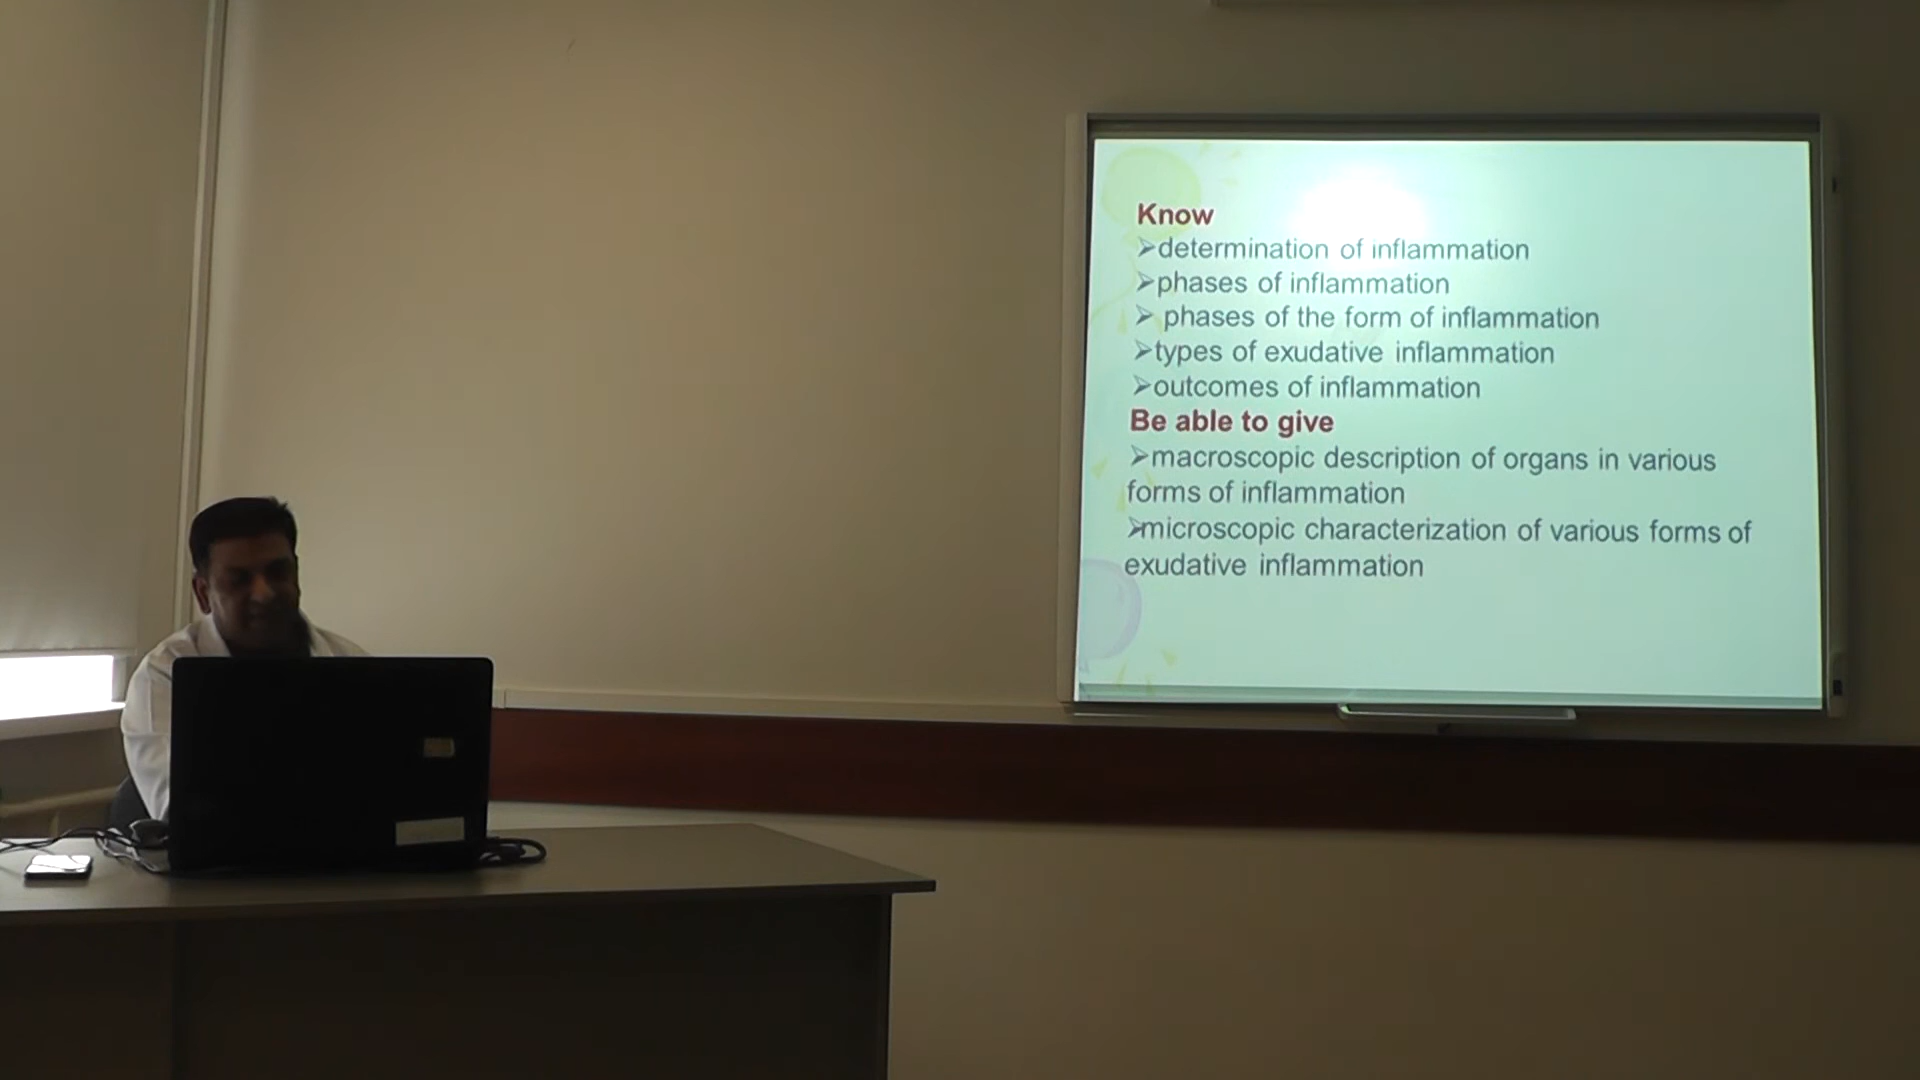 Know
➢determination of inflammation
➢phases of inflammation
➢ phases of the form of inflammation
➢types of exudative inflammation
➢outcomes of inflammation
Be able to give
➢macroscopic description of organs in various
forms of inflammation
➢microscopic characterization of various forms of
exudative inflammation